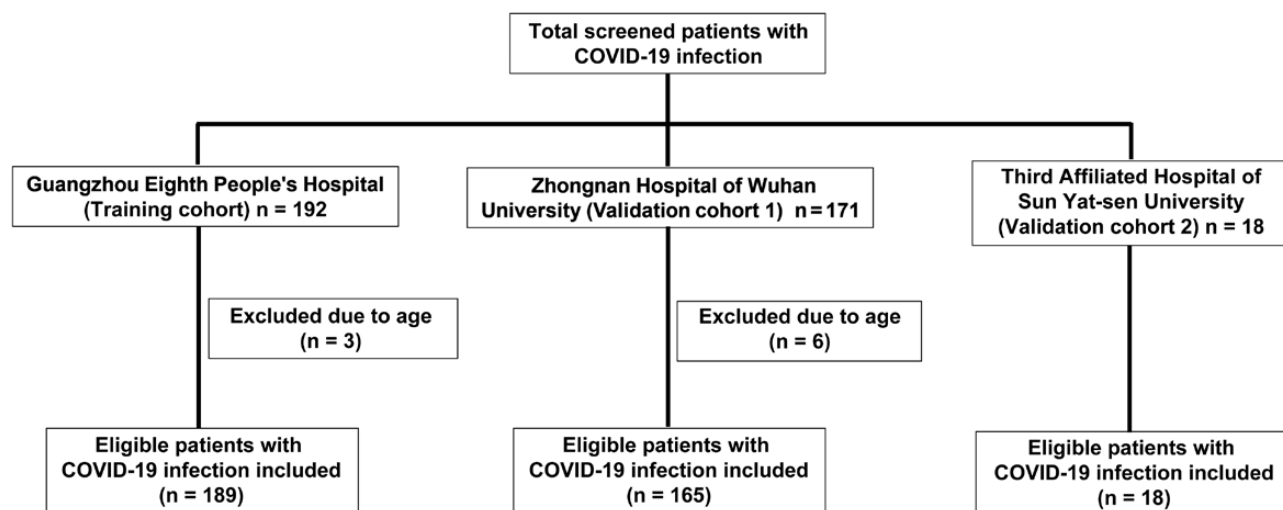 Total screened patients with
COVID-19 infection
Guangzhou Eighth People's Hospital
(Training cohort) n = 192
Zhongnan Hospital of Wuhan
University (Validation cohort 1) n = 171
Third Affiliated Hospital of
Sun Yat-sen University
(Validation cohort 2) n = 18
Excluded due to age
(n = 3)
Excluded due to age
(n = 6)
Eligible patients with
COVID-19 infection included
(n = 189)
Eligible patients with
COVID-19 infection included
(n = 165)
Eligible patients with
COVID-19 infection included
(n = 18)